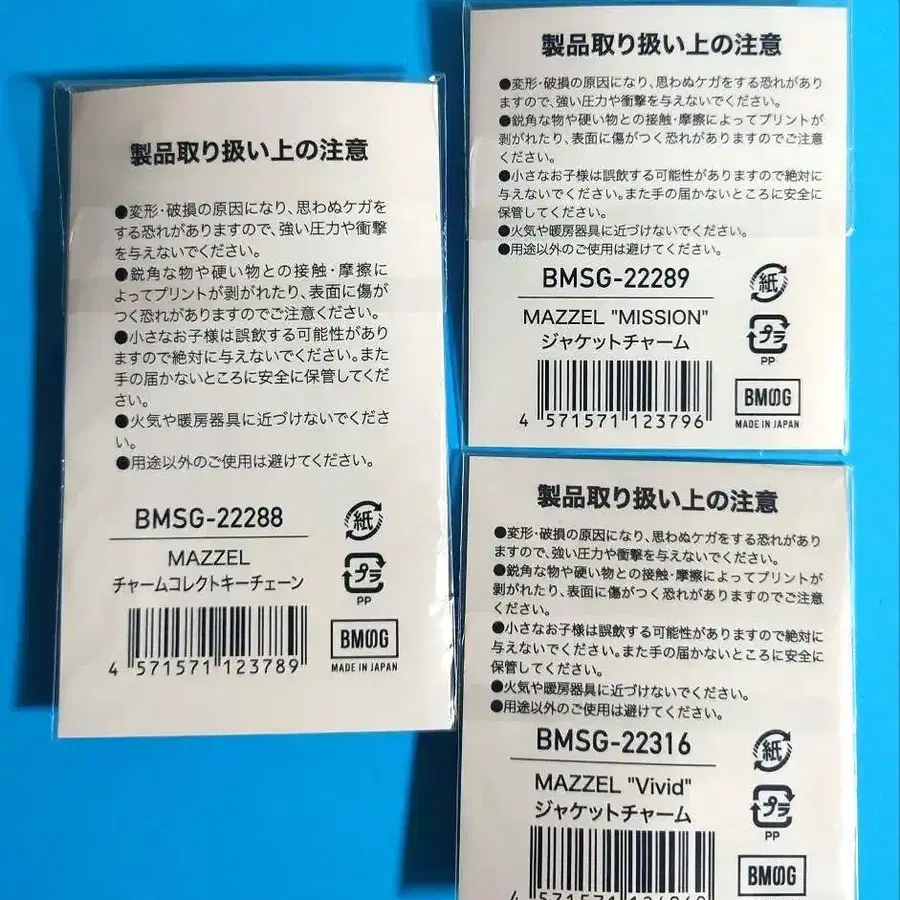 製品取り扱い上の注意
●変形・破損の原因になり、思わぬケガを
する恐れがありますので、強い圧力や衝撃
を与えないでください。
●鋭角な物や硬い物との接触・摩擦に
よってプリントが剥がれたり、表面に傷が
つく恐れがありますのでご注意ください。
●小さなお子様は誤飲する可能性があり
ますので絶対に与えないでください。また
手の届かないところに安全に保管してくだ
さい。
●火気や暖房器具に近づけないでくださ
い。
●用途以外のご使用は避けてください。
BMSG-22288
MAZZEL
チャームコレクトキーチェーン
4 571571 123789
紙
プラ
PP
BMSG
MADE IN JAPAN
製品取り扱い上の注意
●変形・破損の原因になり、思わぬケガをする恐れがあり
ますので、強い圧力や衝撃を与えないでください。
●鋭角な物や硬い物との接触・摩擦によってプリントが
剥がれたり、表面に傷がつく恐れがありますのでご注意
ください。
●小さなお子様は誤飲する可能性がありますので絶対に
与えないでください。また手の届かないところに安全に
保管してください。
●火気や暖房器具に近づけないでください。
●用途以外のご使用は避けてください。
BMSG-22289
MAZZEL "MISSION"
ジャケットチャーム
4 571571 123796
紙
プラ
PP
BMSG
MADE IN JAPAN
製品取り扱い上の注意
●変形・破損の原因になり、思わぬケガをする恐れがあり
ますので、強い圧力や衝撃を与えないでください。
●鋭角な物や硬い物との接触・摩擦によってプリントが
剥がれたり、表面に傷がつく恐れがありますのでご注意
ください。
●小さなお子様は誤飲する可能性がありますので絶対に
与えないでください。また手の届かないところに安全に
保管してください。
●火気や暖房器具に近づけないでください。
●用途以外のご使用は避けてください。
BMSG-22316
MAZZEL "Vivid"
ジャケットチャーム
4 571571
紙
プラ
PP
BMSG